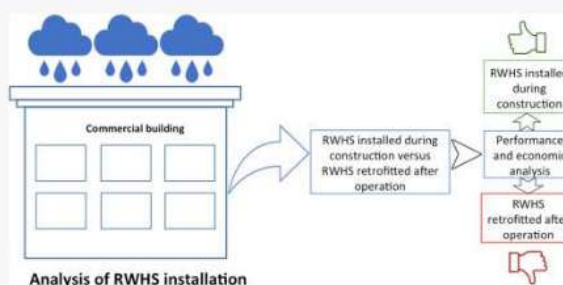 Commercial building
RWHS installed during
construction versus
RWHS retrofitted after
operation
RWHS installed
during
construction
Performance
and economic
analysis
RWHS
retrofitted after
operation
Analysis of RWHS installation